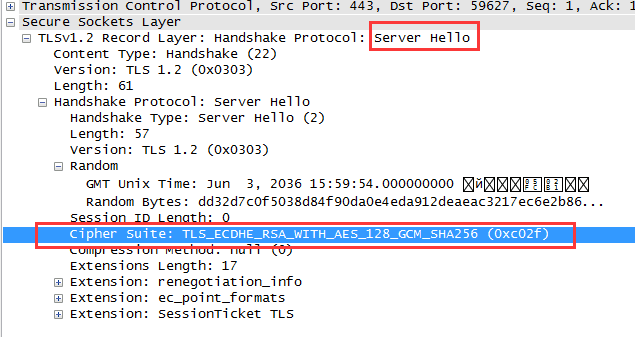 Transmission Control Protocol, Src Port: 443, Dst Port: 59627, Seq: 1, Ack: 1
Secure Sockets Layer
TLSv1.2 Record Layer: Handshake Protocol: Server Hello
Content Type: Handshake (22)
Version: TLS 1.2 (0x0303)
Length: 61
Handshake Protocol: Server Hello
Handshake Type: Server Hello (2)
Length: 57
Version: TLS 1.2 (0x0303)
Random
GMT Unix Time: Jun 3, 2036 15:59:54.000000000
Random Bytes: dd32d7c0f5038d84f90da0e4eda912deaeac3217ec6e2b86...
Session ID Length: 0
Cipher Suite: TLS_ECDHE_RSA_WITH_AES_128_GCM_SHA256 (0xc02f)
Compression Method: null (0)
Extensions Length: 17
Extension: renegotiation_info
Extension: ec_point_formats
Extension: SessionTicket TLS